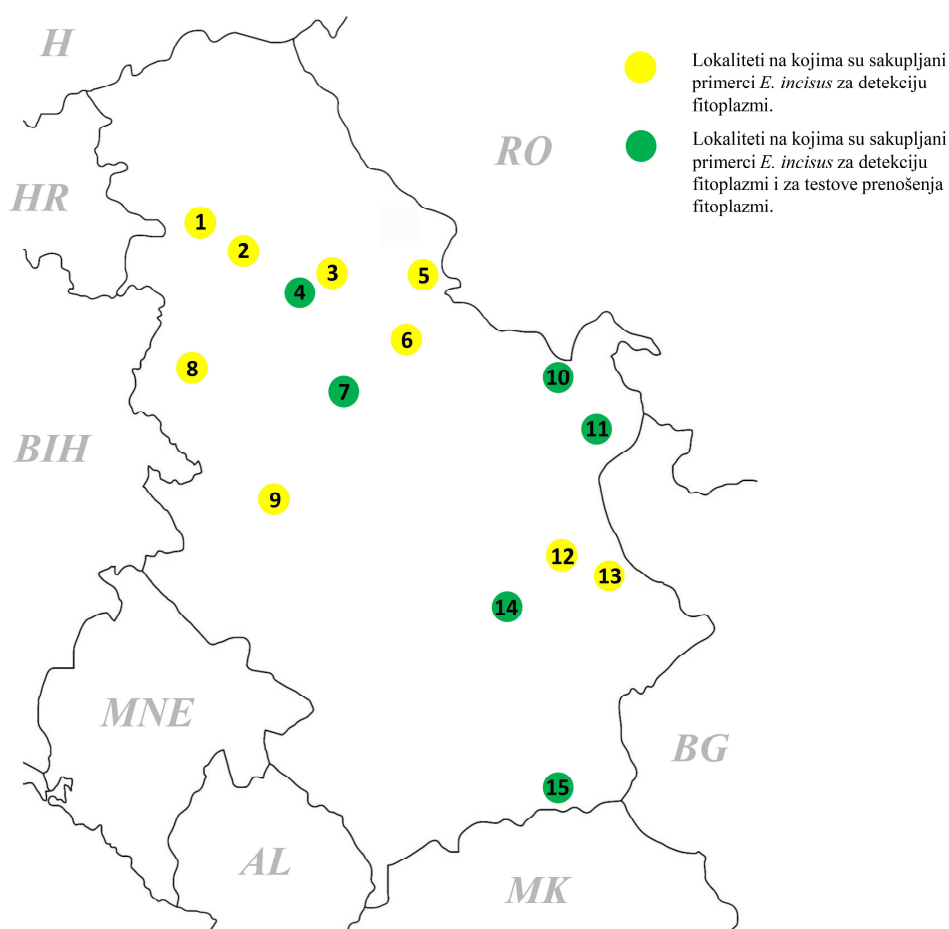 H
Lokaliteti na kojima su sakupljani
primerci E. incisus za detekciju
fitoplazmi.
RO
Lokaliteti na kojima su sakupljani
primerci E. incisus za detekciju
fitoplazmi i za testove prenošenja
fitoplazmi.
HR
1
2
3
5
4
6
8
7
10
11
BIH
9
12
13
14
MNE
BG
15
AL
MK